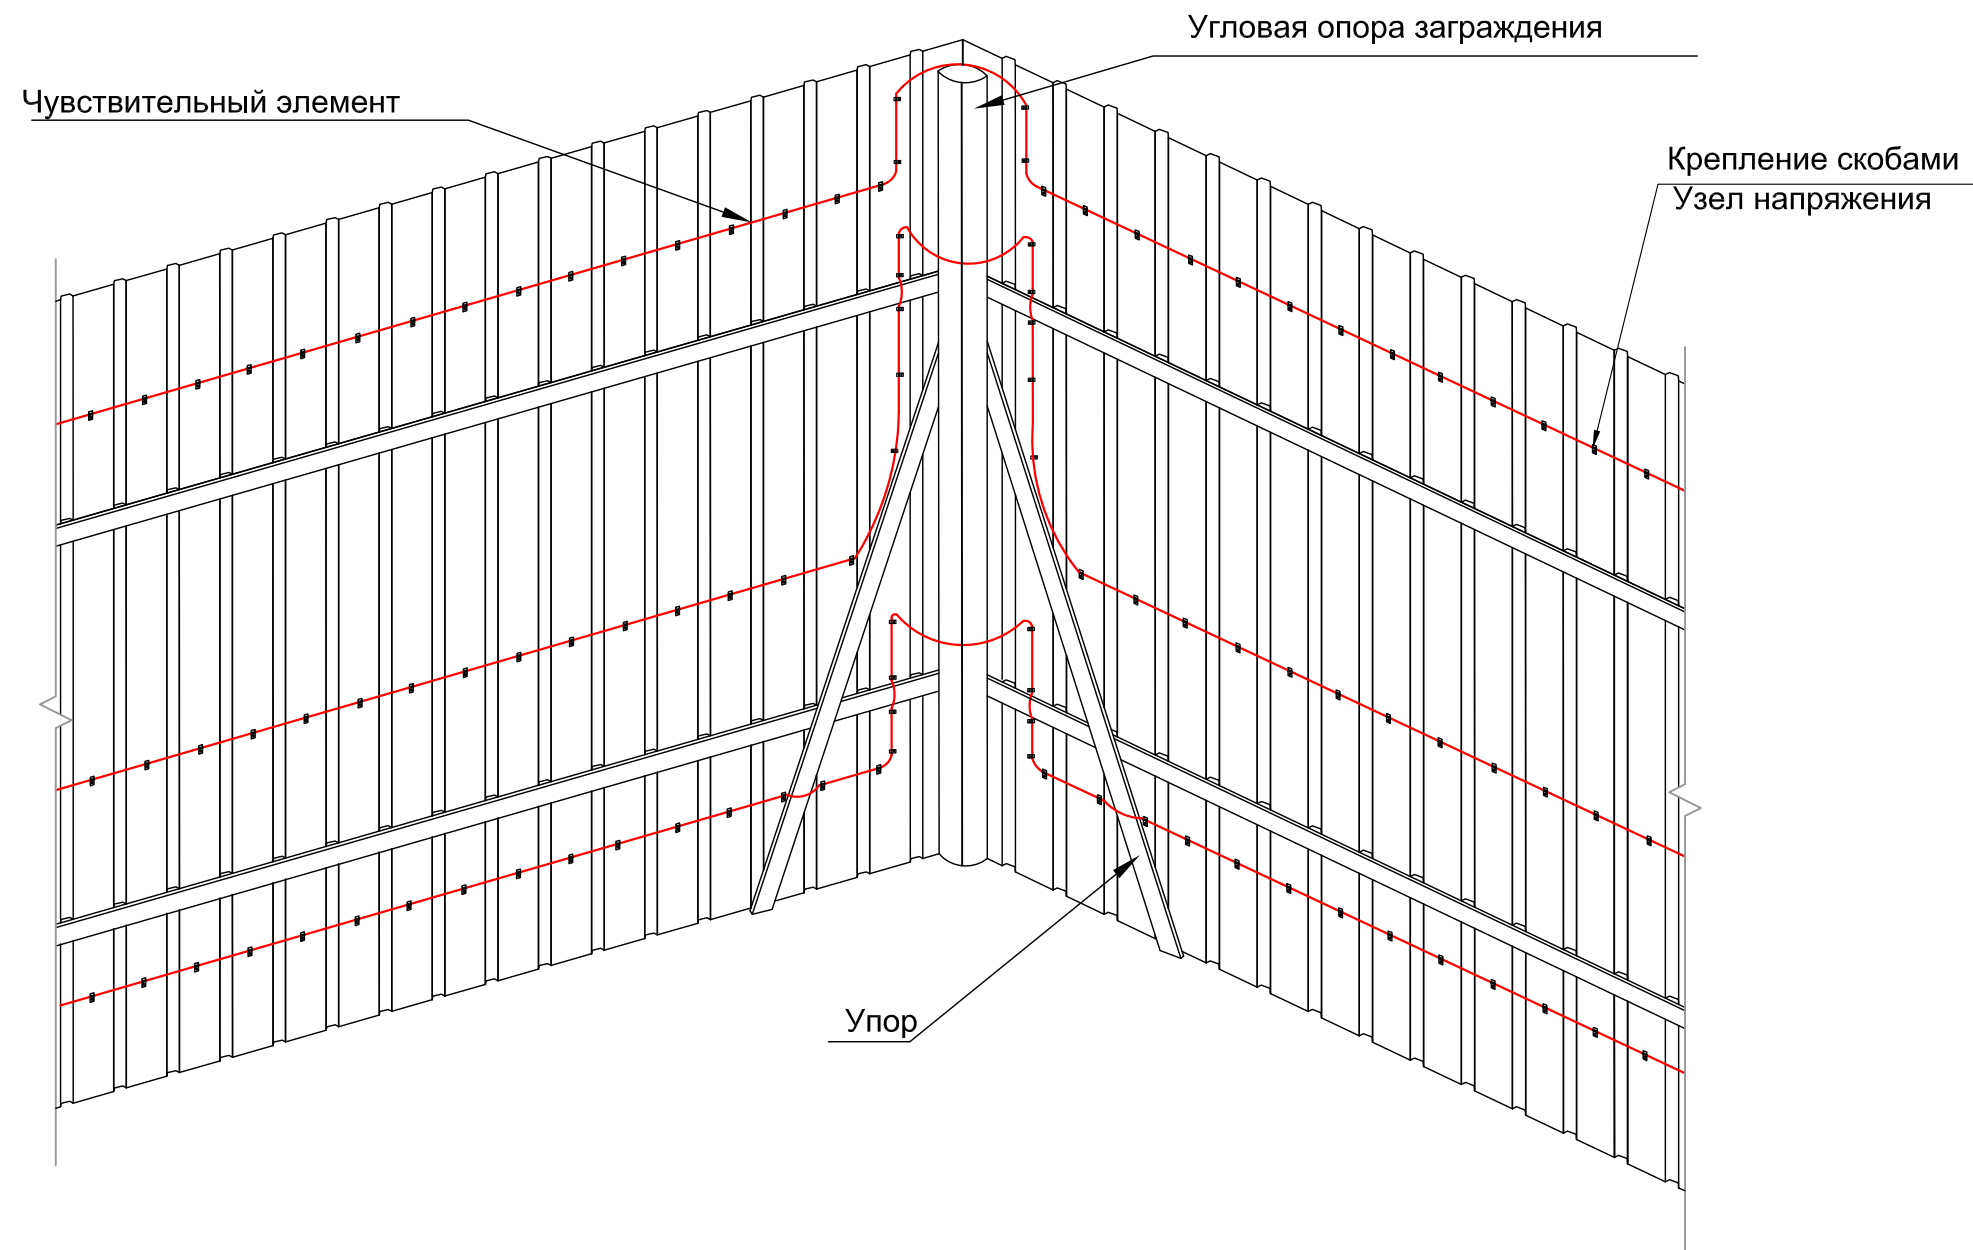 Угловая опора заграждения
Чувствительный элемент
Крепление скобами
Узел напряжения
Упор